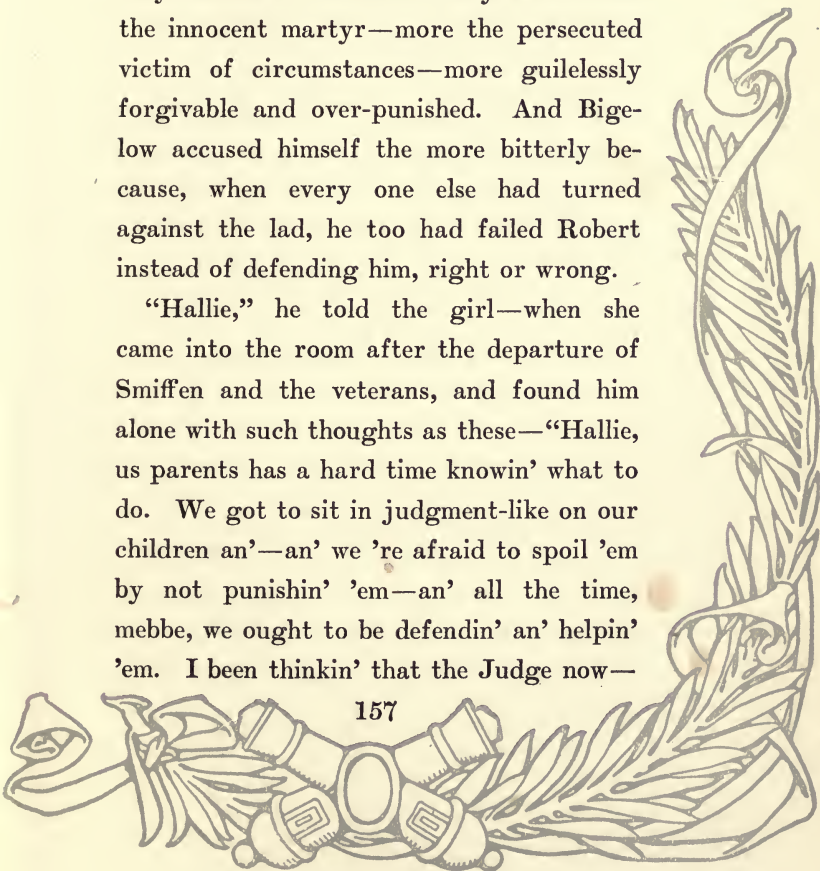 the innocent martyr—more the persecuted
victim of circumstances—more guilelessly
forgivable and over-punished. And Bige-
low accused himself the more bitterly be-
cause, when every one else had turned
against the lad, he too had failed Robert
instead of defending him, right or wrong.
“Hallie,” he told the girl—when she
came into the room after the departure of
Smiffen and the veterans, and found him
alone with such thoughts as these—“Hallie,
us parents has a hard time knowin’ what to
do. We got to sit in judgment-like on our
children an’—an’ we ’re afraid to spoil ’em
by not punishin’ ’em—an’ all the time,
mebbe, we ought to be defendin’ an’ helpin’
’em. I been thinkin’ that the Judge now—
157